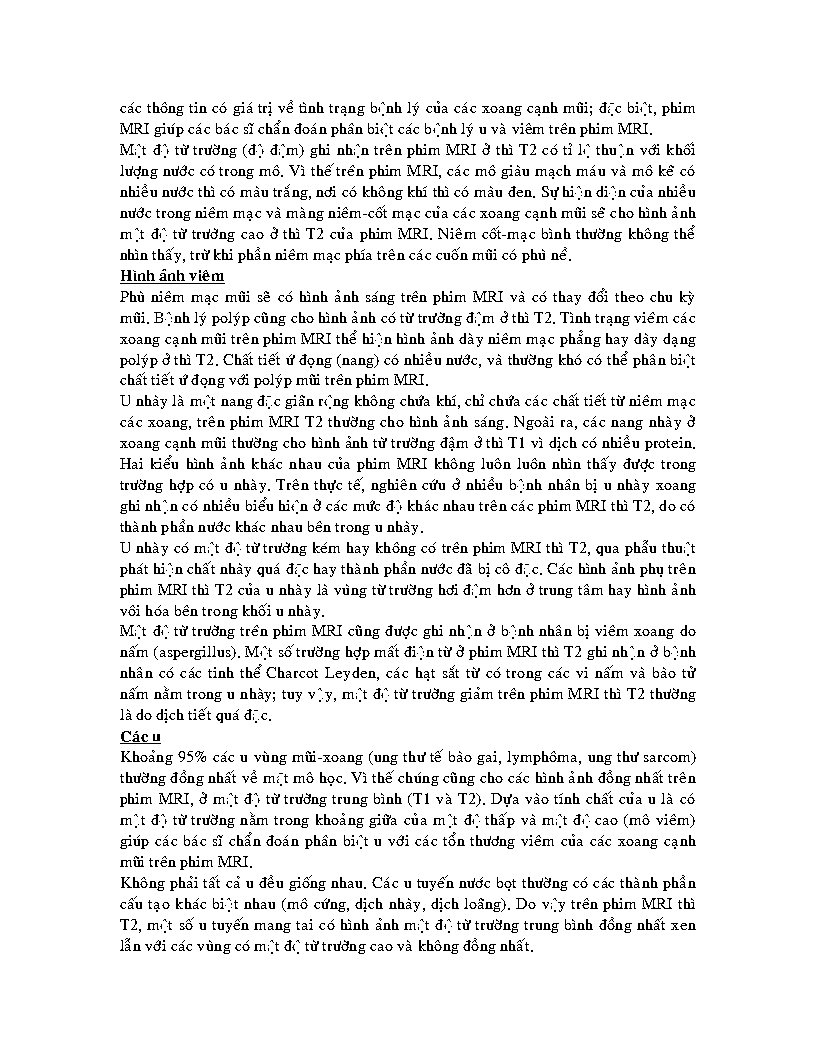 các thông tin có giá trị về tình trạng bệnh lý của các xoang cạnh mũi; đặc biệt, phim
MRI giúp các bác sĩ chẩn đoán phân biệt các bệnh lý u và viêm trên phim MRI.
Mật độ từ trường (độ đậm) ghi nhận trên phim MRI ở thì T2 có tỉ lệ thuận với khối
lượng nước có trong mô. Vì thế trên phim MRI, các mô giàu mạch máu và mô kẽ có
nhiều nước thì có màu trắng, nơi có không khí thì có màu đen. Sự hiện diện của nhiều
nước trong niêm mạc và màng niêm-cốt mạc của các xoang cạnh mũi sẽ cho hình ảnh
mật độ từ trường cao ở thì T2 của phim MRI. Niêm cốt-mạc bình thường không thể
nhìn thấy, trừ khi phần niêm mạc phía trên các cuốn mũi có phù nề.
Hình ảnh viêm
Phù niêm mạc mũi sẽ có hình ảnh sáng trên phim MRI và có thay đổi theo chu kỳ
mũi. Bệnh lý polýp cũng cho hình ảnh có từ trường đậm ở thì T2. Tình trạng viêm các
xoang cạnh mũi trên phim MRI thể hiện hình ảnh dày niêm mạc phẳng hay dày dạng
polýp ở thì T2. Chất tiết ứ đọng (nang) có nhiều nước, và thường khó có thể phân biệt
chất tiết ứ đọng với polýp mũi trên phim MRI.
U nhày là một nang đặc giãn rộng không chứa khí, chỉ chứa các chất tiết từ niêm mạc
các xoang, trên phim MRI T2 thường cho hình ảnh sáng. Ngoài ra, các nang nhày ở
xoang cạnh mũi thường cho hình ảnh từ trường đậm ở thì T1 vì dịch có nhiều protein.
Hai kiểu hình ảnh khác nhau của phim MRI không luôn luôn nhìn thấy được trong
trường hợp có u nhày. Trên thực tế, nghiên cứu ở nhiều bệnh nhân bị u nhày xoang
ghi nhận có nhiều biểu hiện ở các mức độ khác nhau trên các phim MRI thì T2, do có
thành phần nước khác nhau bên trong u nhày.
U nhày có mật độ từ trường kém hay không có trên phim MRI thì T2, qua phẫu thuật
phát hiện chất nhày quá đặc hay thành phần nước đã bị cô đặc. Các hình ảnh phụ trên
phim MRI thì T2 của u nhày là vùng từ trường hơi đậm hơn ở trung tâm hay hình ảnh
vôi hóa bên trong khối u nhày.
Mật độ từ trường trên phim MRI cũng được ghi nhận ở bệnh nhân bị viêm xoang do
nấm (aspergillus). Một số trường hợp mất điện từ ở phim MRI thì T2 ghi nhận ở bệnh
nhân có các tinh thể Charcot Leyden, các hạt sắt từ có trong các vi nấm và bào tử
nấm nằm trong u nhày; tuy vậy, mật độ từ trường giảm trên phim MRI thì T2 thường
là do dịch tiết quá đặc.
Các u
Khoảng 95% các u vùng mũi-xoang (ung thư tế bào gai, lymphôma, ung thư sarcom)
thường đồng nhất về mặt mô học. Vì thế chúng cũng cho các hình ảnh đồng nhất trên
phim MRI, ở mật độ từ trường trung bình (T1 và T2). Dựa vào tính chất của u là có
mật độ từ trường nằm trong khoảng giữa của mật độ thấp và mật độ cao (mô viêm)
giúp các bác sĩ chẩn đoán phân biệt u với các tổn thương viêm của các xoang cạnh
mũi trên phim MRI.
Không phải tất cả u đều giống nhau. Các u tuyến nước bọt thường có các thành phần
cấu tạo khác biệt nhau (mô cứng, dịch nhày, dịch loãng). Do vậy trên phim MRI thì
T2, một số u tuyến mang tai có hình ảnh mật độ từ trường trung bình đồng nhất xen
lẫn với các vùng có mật độ từ trường cao và không đồng nhất.